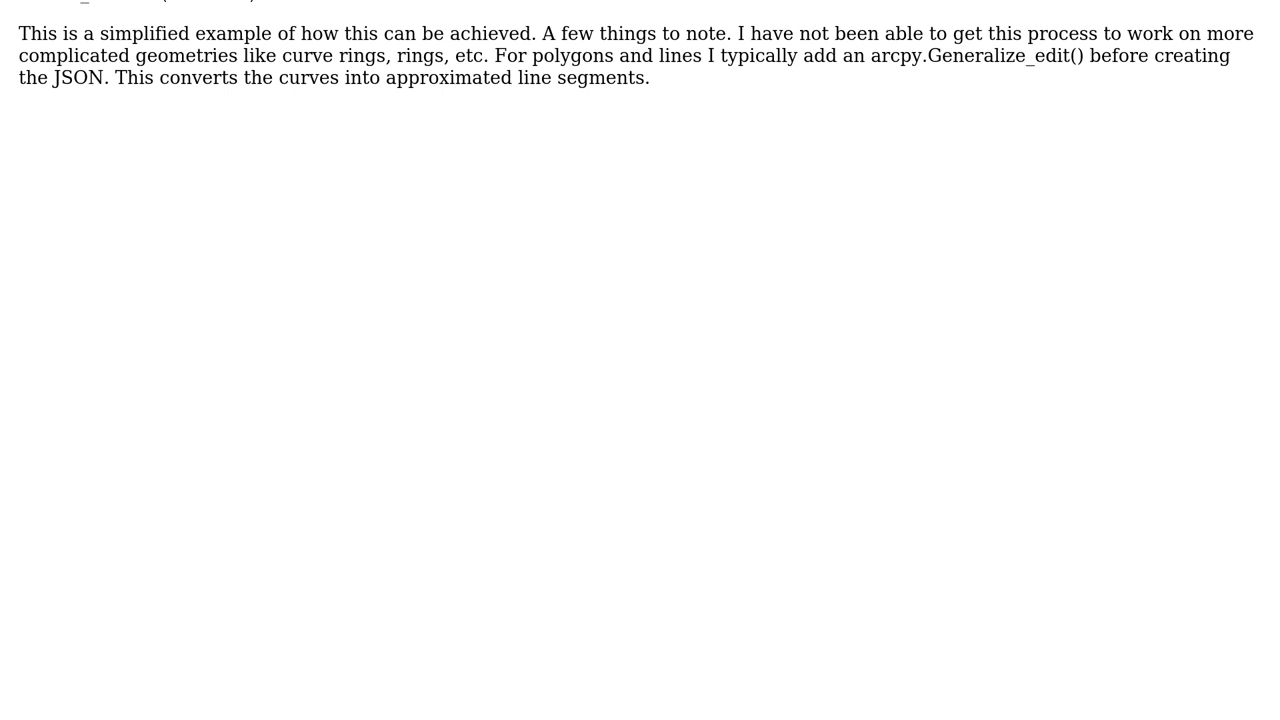 This is a simplified example of how this can be achieved. A few things to note. I have not been able to get this process to work on more
complicated geometries like curve rings, rings, etc. For polygons and lines I typically add an arcpy.Generalize_edit() before creating
the JSON. This converts the curves into approximated line segments.